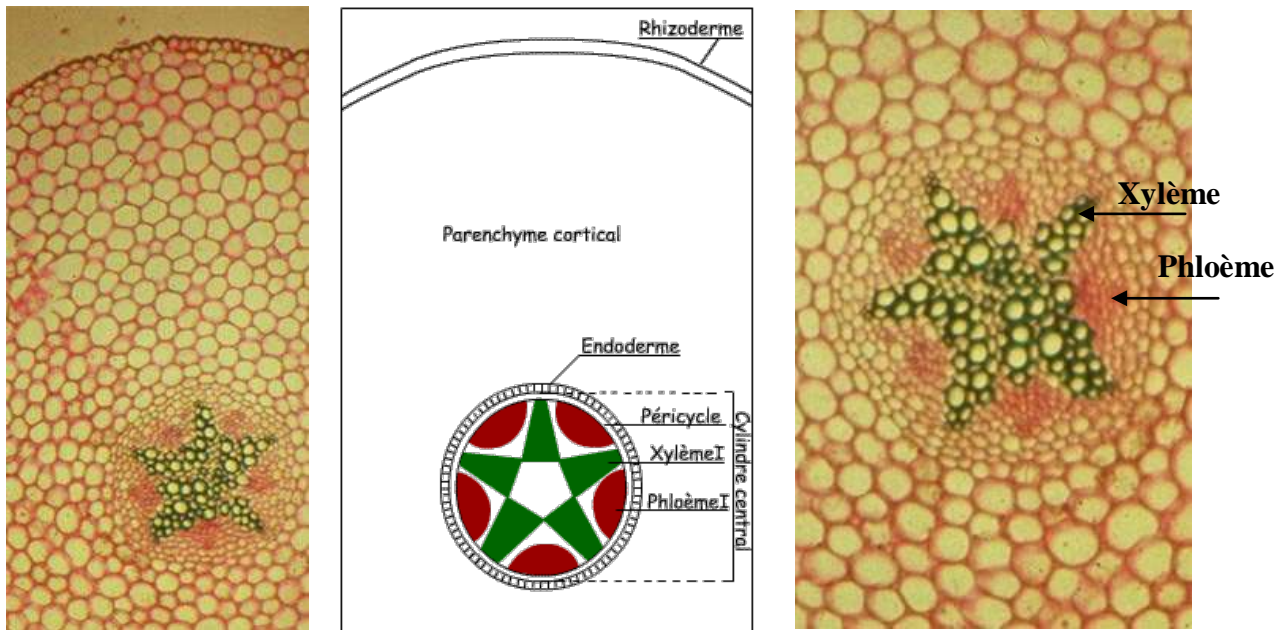 Rhizoderme
Parenchyme cortical
Endoderme
Péricycle
XylèmeI
PhloèmeI
Cylindre central
Xylème
Phloème